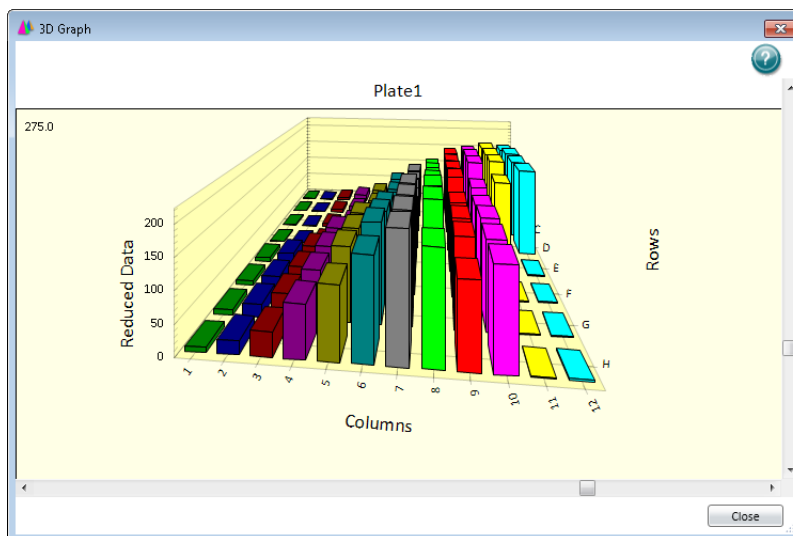 3D Graph
?
Plate1
275.0
200
150
100
50
0
Reduced Data
1 2 3 4 5 6 7 8 9 10 11 12
Columns
C
D
E
F
G
H
Rows
Close